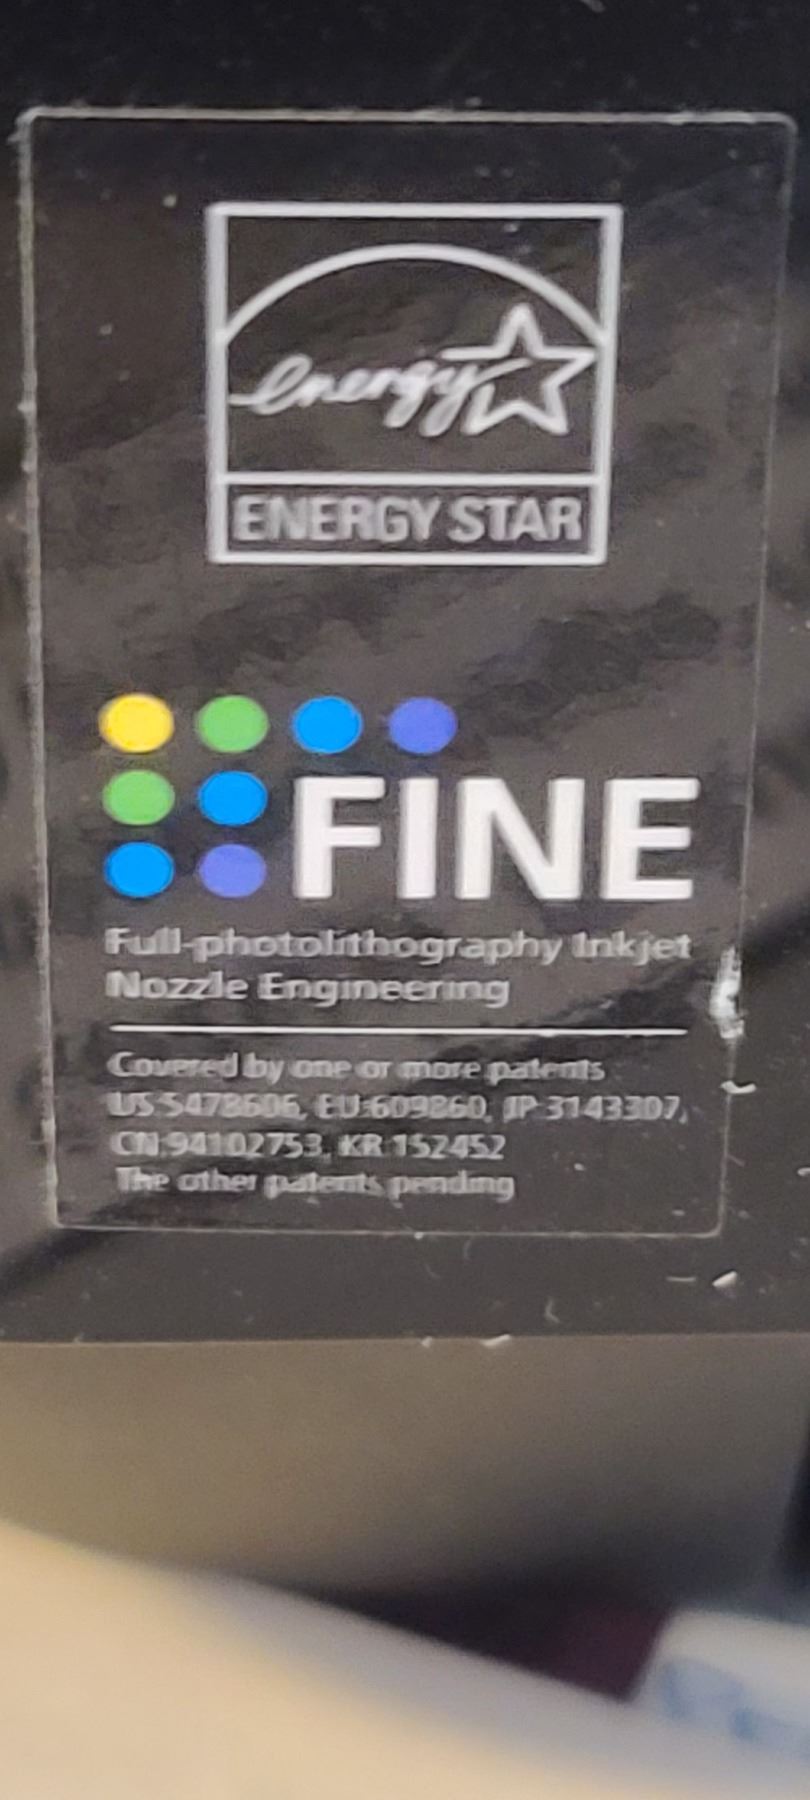 energy
ENERGY STAR
FINE
Full-photolithography Inkjet
Nozzle Engineering
Covered by one or more patents
US 5478606, EU:609860, JP 3143307,
CN:94102753, KR 152452
The other patents pending